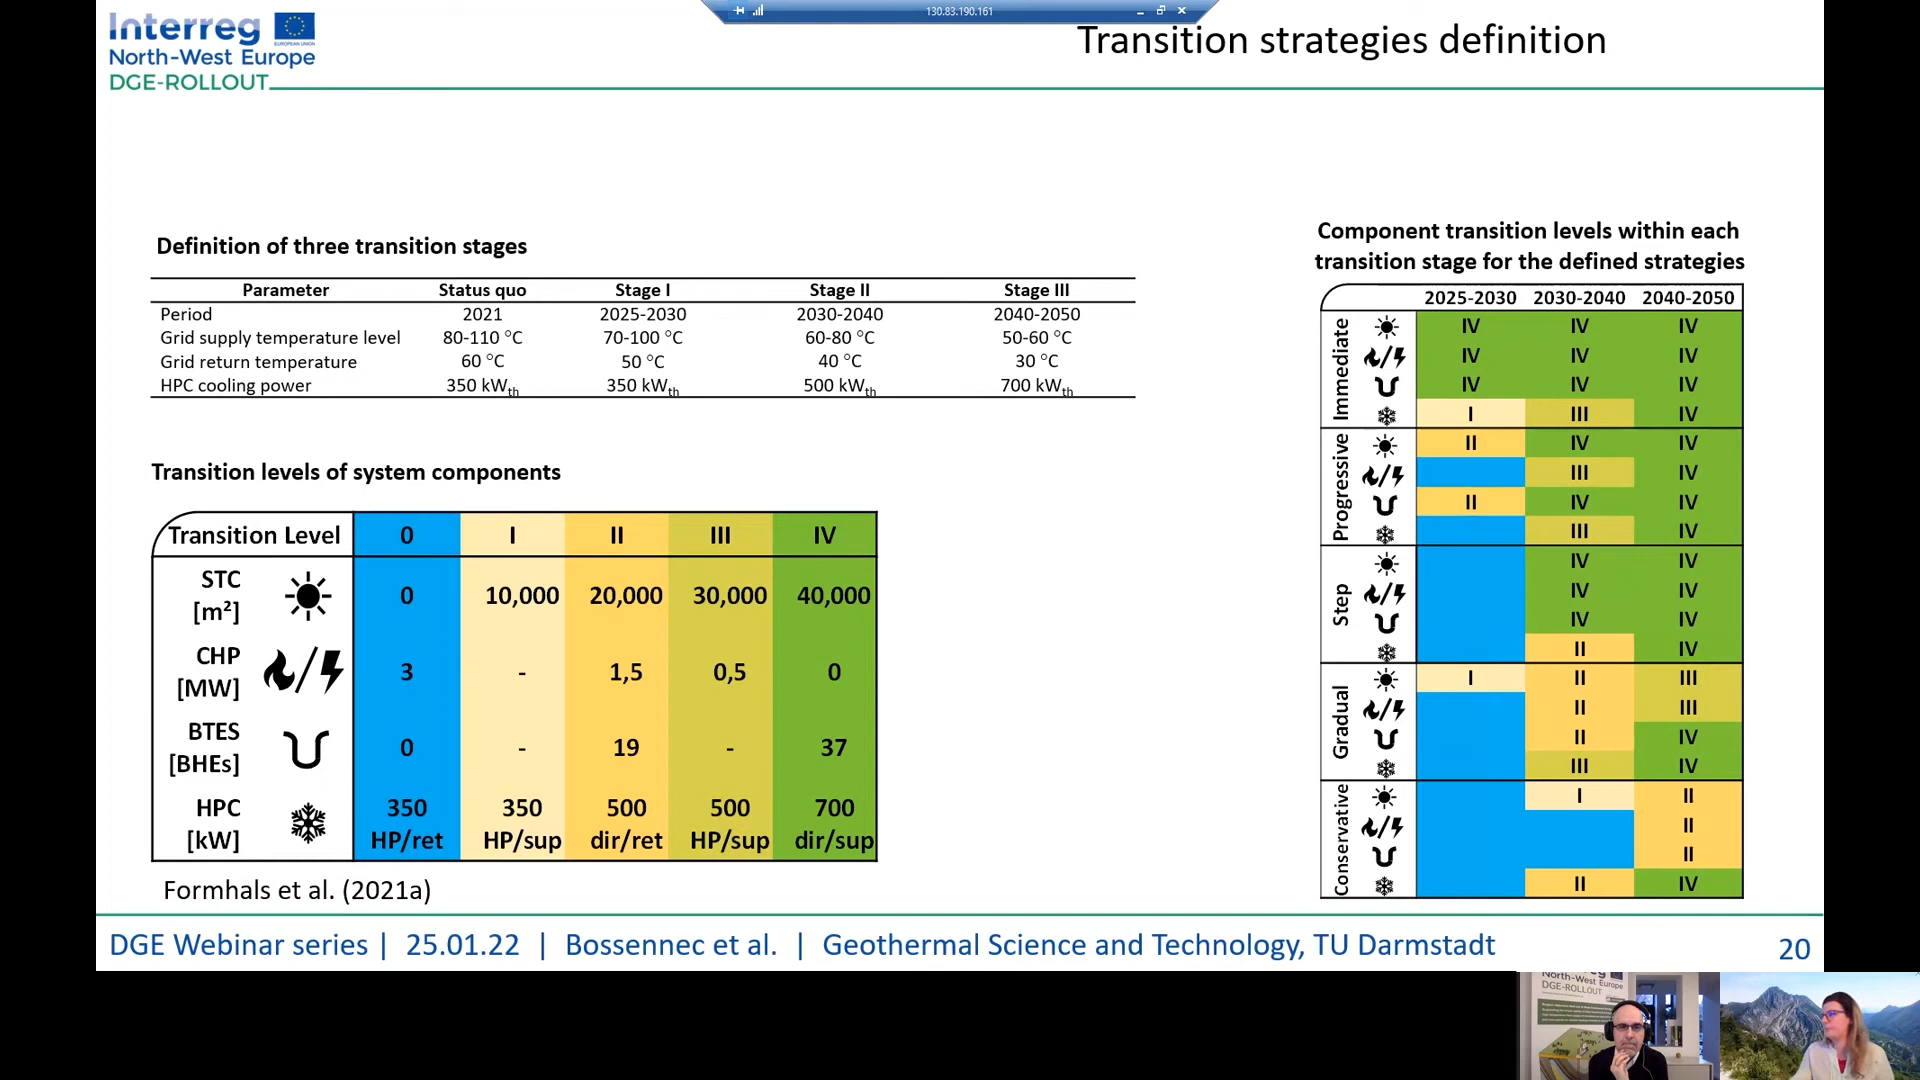 130.83.190.161
Interreg
EUROPEAN UNION
North-West Europe
DGE-ROLLOUT
Transition strategies definition
Definition of three transition stages
Parameter Status quo Stage I Stage II Stage III
Period 2021 2025-2030 2030-2040 2040-2050
Grid supply temperature level 80-110 °C 70-100 °C 60-80 °C 50-60 °C
Grid return temperature 60 °C 50 °C 40 °C 30 °C
HPC cooling power 350 kWth 350 kWth 500 kWth 700 kWth
Transition levels of system components
Transition Level 0 I II III IV
STC [m²] 0 10,000 20,000 30,000 40,000
CHP [MW] 3 - 1,5 0,5 0
BTES [BHEs] 0 - 19 - 37
HPC 350 350 500 500 700
[kW] HP/ret HP/sup dir/ret HP/sup dir/sup
Formhals et al. (2021a)
Component transition levels within each
transition stage for the defined strategies
2025-2030 2030-2040 2040-2050
Immediate
IV IV IV
IV IV IV
IV IV IV
I III IV
Progressive
II IV IV
III IV
II IV IV
III IV
Step
IV IV
IV IV
IV IV
II IV
Gradual
I II III
II III
II IV
III IV
Conservative
I II
II
II
II IV
DGE Webinar series | 25.01.22 | Bossennec et al. | Geothermal Science and Technology, TU Darmstadt
20
Interreg
North-West Europe
DGE-ROLLOUT